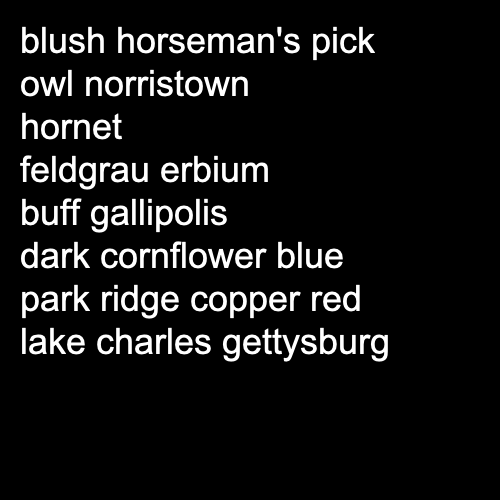 blush horseman's pick
owl norristown
hornet
feldgrau erbium
buff gallipolis
dark cornflower blue
park ridge copper red
lake charles gettysburg